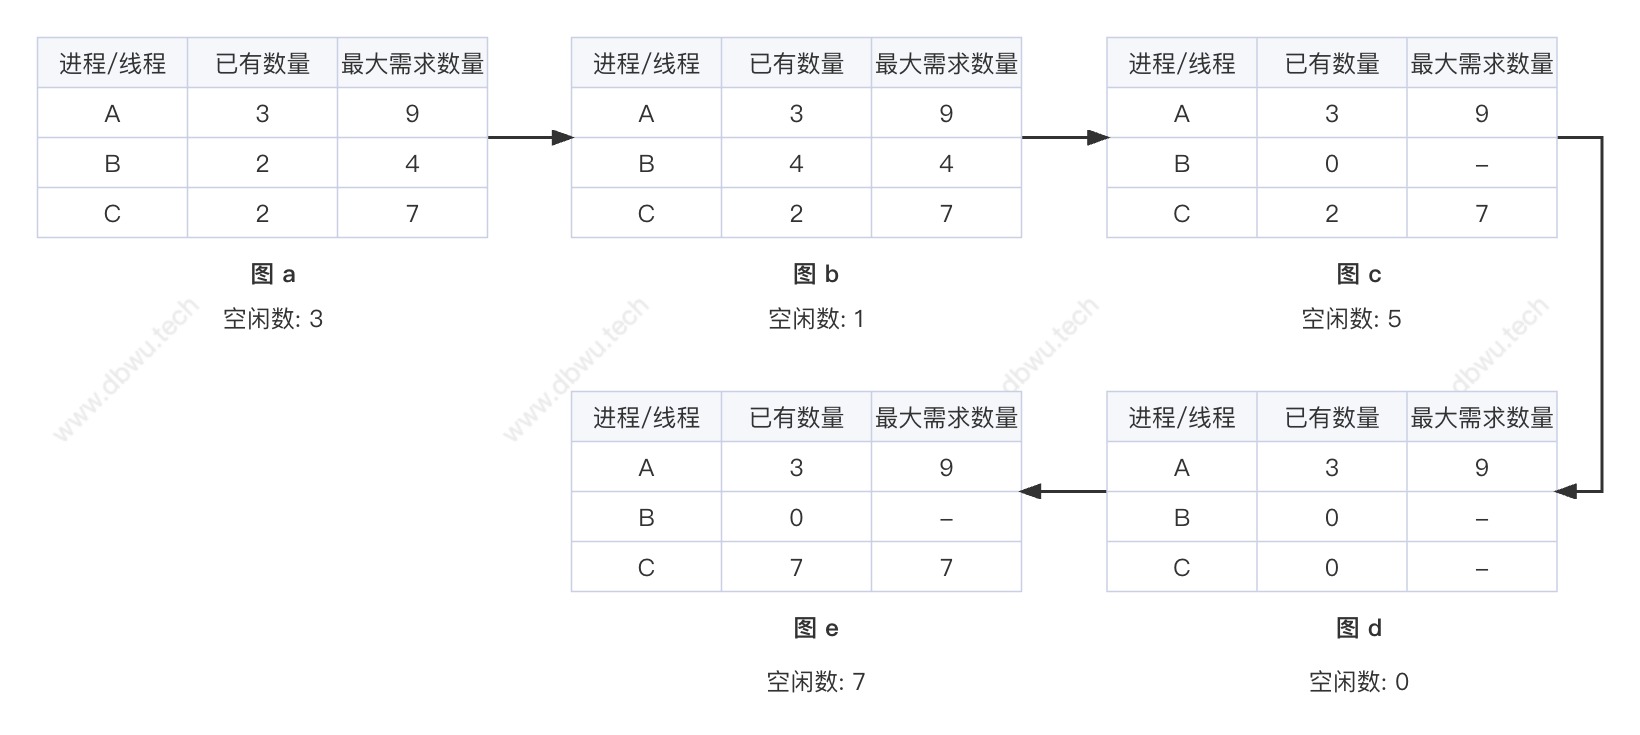 进程/线程 已有数量 最大需求数量
A 3 9
B 2 4
C 2 7
图 a
空闲数: 3
进程/线程 已有数量 最大需求数量
A 3 9
B 4 4
C 2 7
图 b
空闲数: 1
进程/线程 已有数量 最大需求数量
A 3 9
B 0 –
C 2 7
图 c
空闲数: 5
www.dbwu.tech
www.dbwu.tech
dbwu.tech
dbwu.tech
进程/线程 已有数量 最大需求数量
A 3 9
B 0 –
C 7 7
图 e
空闲数: 7
进程/线程 已有数量 最大需求数量
A 3 9
B 0 –
C 0 –
图 d
空闲数: 0